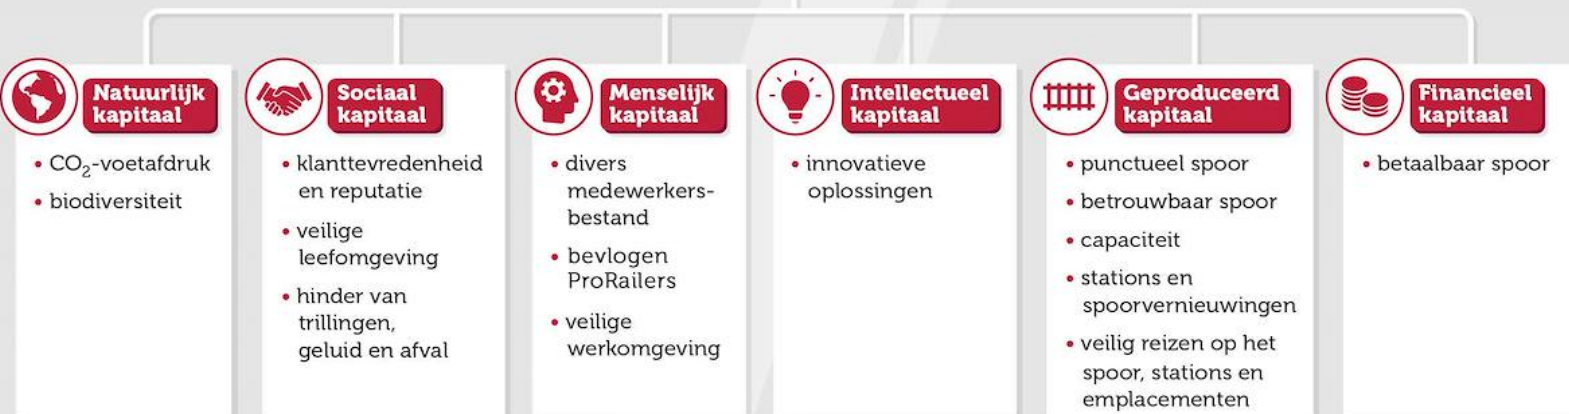 Natuurlijk
kapitaal
• CO₂-voetafdruk
• biodiversiteit
Sociaal
kapitaal
• klanttevredenheid
en reputatie
• veilige
leefomgeving
• hinder van
trillingen,
geluid en afval
Menselijk
kapitaal
• divers
medewerkers-
bestand
• bevlogen
ProRailers
• veilige
werkomgeving
Intellectueel
kapitaal
• innovatieve
oplossingen
Geproduceerd
kapitaal
• punctueel spoor
• betrouwbaar spoor
• capaciteit
• stations en
spoorvernieuwingen
• veilig reizen op het
spoor, stations en
emplacementen
Financieel
kapitaal
• betaalbaar spoor